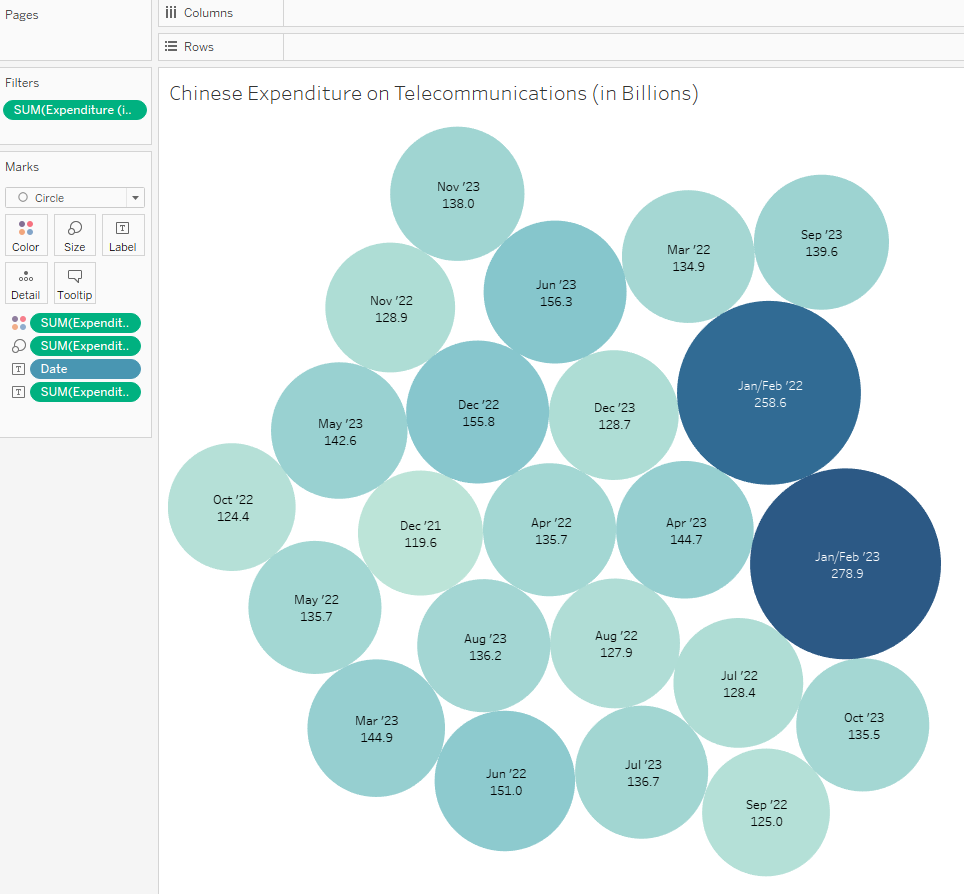 Pages
Columns
Rows
Filters
SUM(Expenditure (i..
Marks
Circle
Color
Size
Label
Detail
Tooltip
SUM(Expendit..
SUM(Expendit..
Date
SUM(Expendit..
Chinese Expenditure on Telecommunications (in Billions)
Nov '23
138.0
Sep '23
139.6
Mar '22
134.9
Jun '23
156.3
Nov '22
128.9
Jan/Feb '22
258.6
Dec '22
155.8
Dec '23
128.7
May '23
142.6
Oct '22
124.4
Dec '21
119.6
Apr '22
135.7
Apr '23
144.7
Jan/Feb '23
278.9
May '22
135.7
Aug '23
136.2
Aug '22
127.9
Jul '22
128.4
Mar '23
144.9
Oct '23
135.5
Jun '22
151.0
Jul '23
136.7
Sep '22
125.0